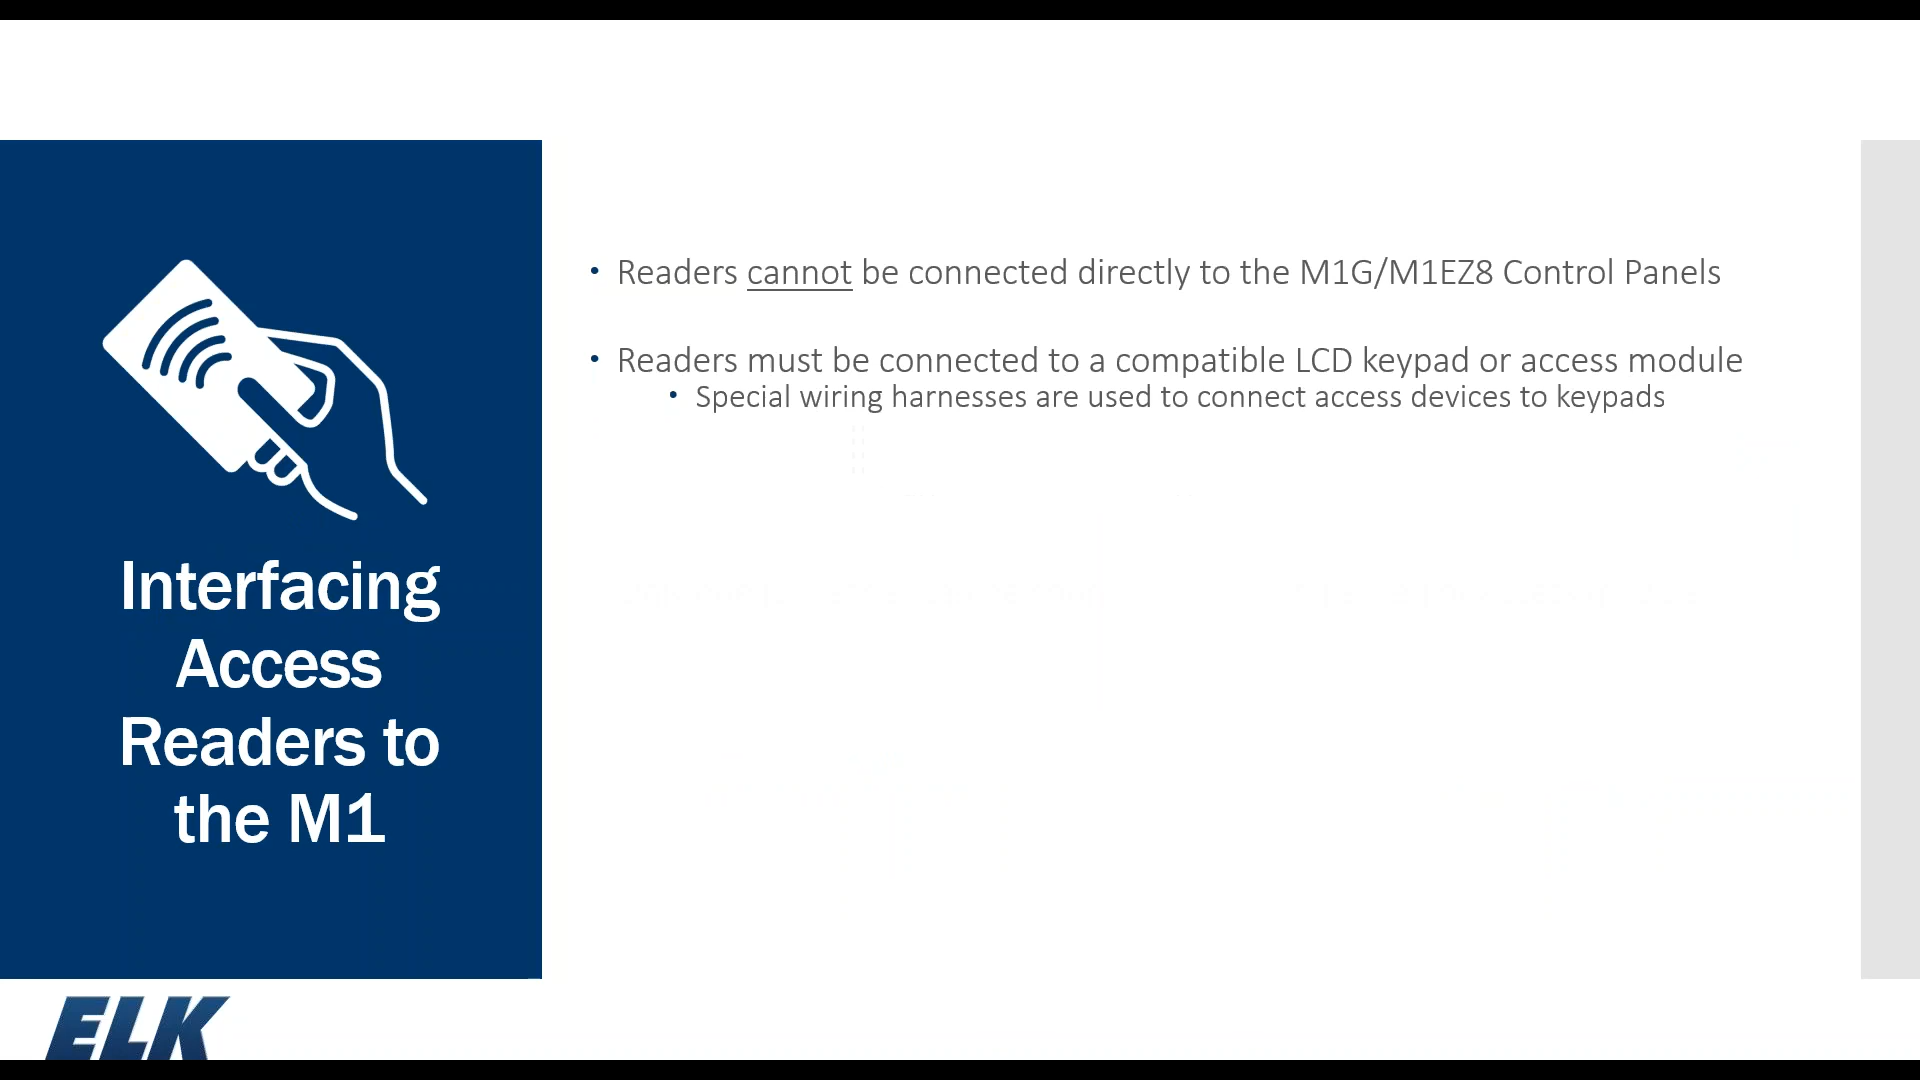 Interfacing
Access
Readers to
the M1
• Readers cannot be connected directly to the M1G/M1EZ8 Control Panels
• Readers must be connected to a compatible LCD keypad or access module
• Special wiring harnesses are used to connect access devices to keypads
ELK